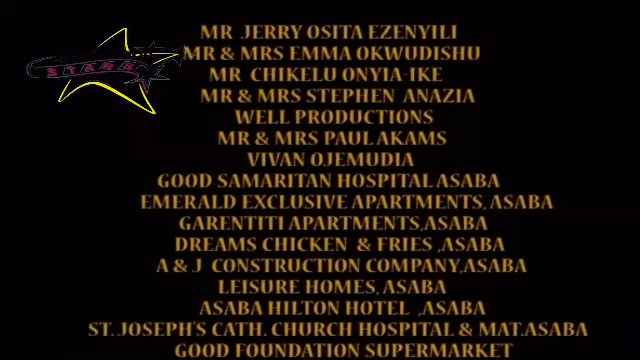 MR JERRY OSITA EZENYILI
MR & MRS EMMA OKWUDISHU
STARS
MR CHIKELU ONYIA-IKE
MR & MRS STEPHEN ANAZIA
WELL PRODUCTIONS
MR & MRS PAUL AKAMS
VIVAN OJEMUDIA
GOOD SAMARITAN HOSPITAL ASABA
EMERALD EXCLUSIVE APARTMENTS, ASABA
GARENTITI APARTMENTS,ASABA
DREAMS CHICKEN & FRIES ,ASABA
A & J CONSTRUCTION COMPANY,ASABA
LEISURE HOMES, ASABA
ASABA HILTON HOTEL ,ASABA
ST. JOSEPH'S CATH. CHURCH HOSPITAL & MAT.ASABA
GOOD FOUNDATION SUPERMARKET